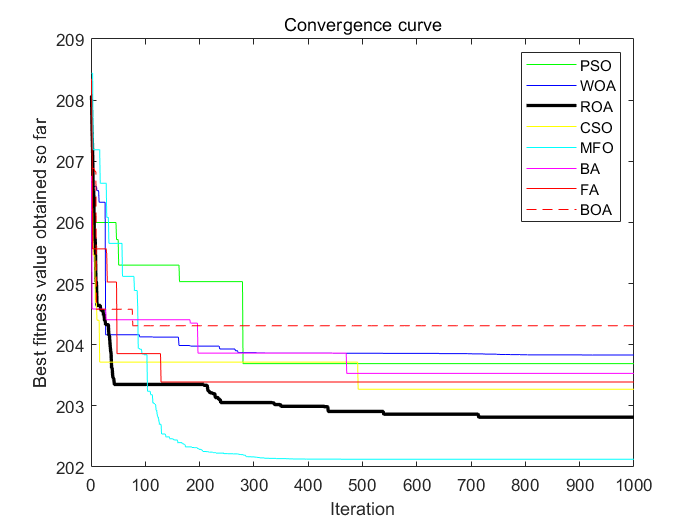 Convergence curve
Best fitness value obtained so far
209
208
207
206
205
204
203
202
0 100 200 300 400 500 600 700 800 900 1000
Iteration
PSO
WOA
ROA
CSO
MFO
BA
FA
BOA